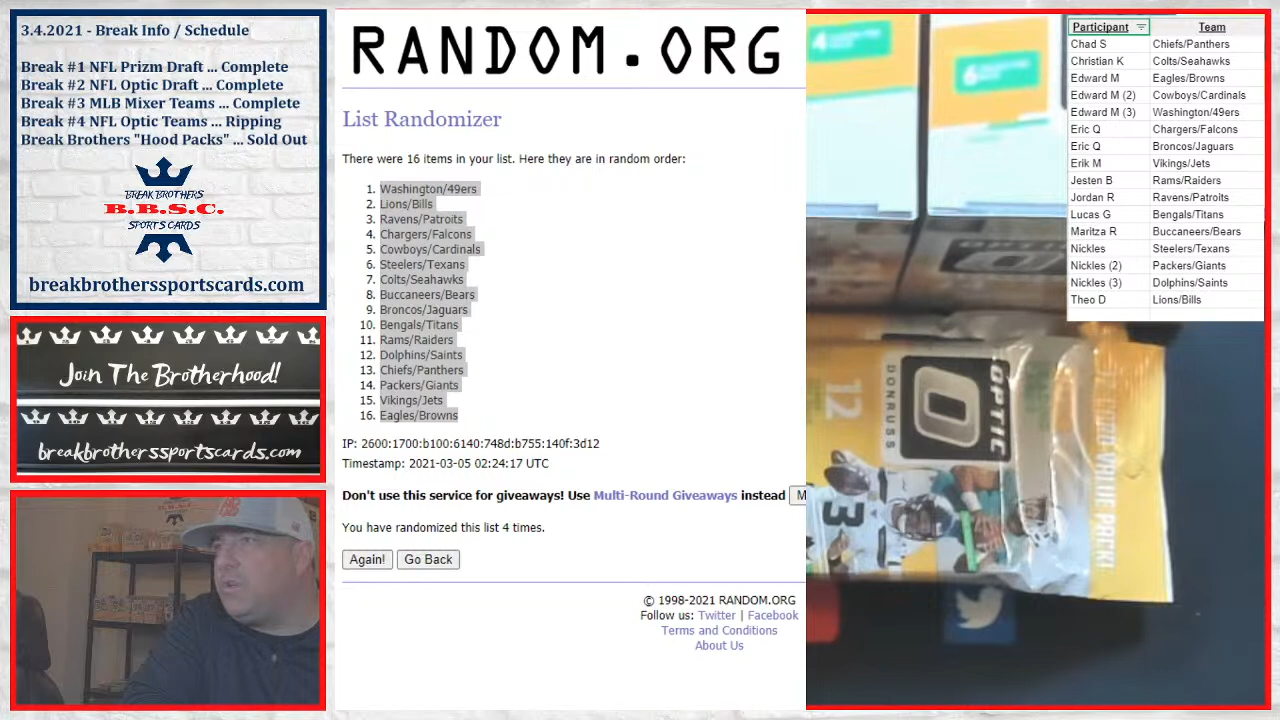 3.4.2021 - Break Info / Schedule
Break #1 NFL Prizm Draft ... Complete
Break #2 NFL Optic Draft ... Complete
Break #3 MLB Mixer Teams ... Complete
Break #4 NFL Optic Teams ... Ripping
Break Brothers "Hood Packs" ... Sold Out
BREAK BROTHERS
B.B.S.C.
SPORTS CARDS
breakbrotherssportscards.com
Join The Brotherhood!
breakbrotherssportscards.com
RANDOM.ORG
List Randomizer
There were 16 items in your list. Here they are in random order:
1. Washington/49ers
2. Lions/Bills
3. Ravens/Patroits
4. Chargers/Falcons
5. Cowboys/Cardinals
6. Steelers/Texans
7. Colts/Seahawks
8. Buccaneers/Bears
9. Broncos/Jaguars
10. Bengals/Titans
11. Rams/Raiders
12. Dolphins/Saints
13. Chiefs/Panthers
14. Packers/Giants
15. Vikings/Jets
16. Eagles/Browns
IP: 2600:1700:b100:6140:748d:b755:140f:3d12
Timestamp: 2021-03-05 02:24:17 UTC
Don't use this service for giveaways! Use Multi-Round Giveaways instead M
You have randomized this list 4 times.
Again! Go Back
© 1998-2021 RANDOM.ORG
Follow us: Twitter | Facebook
Terms and Conditions
About Us
Participant Team
Chad S Chiefs/Panthers
Christian K Colts/Seahawks
Edward M Eagles/Browns
Edward M (2) Cowboys/Cardinals
Edward M (3) Washington/49ers
Eric Q Chargers/Falcons
Eric Q Broncos/Jaguars
Erik M Vikings/Jets
Jesten B Rams/Raiders
Jordan R Ravens/Patroits
Lucas G Bengals/Titans
Maritza R Buccaneers/Bears
Nickles Steelers/Texans
Nickles (2) Packers/Giants
Nickles (3) Dolphins/Saints
Theo D Lions/Bills
DONRUSS
OPTIC
12